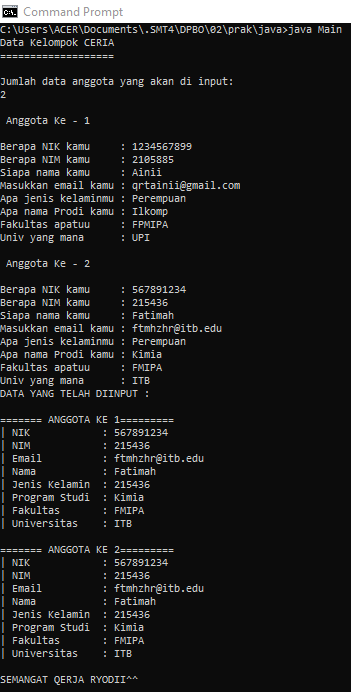 Command Prompt
C:\Users\ACER\Documents\.SMT4\DPBO\02\prak\java>java Main
Data Kelompok CERIA
===================
Jumlah data anggota yang akan di input:
2
Anggota Ke - 1
Berapa NIK kamu     : 1234567899
Berapa NIM kamu     : 2105885
Siapa nama kamu     : Ainii
Masukkan email kamu : qrtainii@gmail.com
Apa jenis kelaminmu : Perempuan
Apa nama Prodi kamu : Ilkomp
Fakultas apatuu     : FPMIPA
Univ yang mana      : UPI
Anggota Ke - 2
Berapa NIK kamu     : 567891234
Berapa NIM kamu     : 215436
Siapa nama kamu     : Fatimah
Masukkan email kamu : ftmhzhr@itb.edu
Apa jenis kelaminmu : Perempuan
Apa nama Prodi kamu : Kimia
Fakultas apatuu     : FMIPA
Univ yang mana      : ITB
DATA YANG TELAH DIINPUT :
======= ANGGOTA KE 1=========
| NIK            : 567891234
| NIM            : 215436
| Email          : ftmhzhr@itb.edu
| Nama           : Fatimah
| Jenis Kelamin  : 215436
| Program Studi  : Kimia
| Fakultas       : FMIPA
| Universitas    : ITB
======= ANGGOTA KE 2=========
| NIK            : 567891234
| NIM            : 215436
| Email          : ftmhzhr@itb.edu
| Nama           : Fatimah
| Jenis Kelamin  : 215436
| Program Studi  : Kimia
| Fakultas       : FMIPA
| Universitas    : ITB
SEMANGAT QERJA RYODII^^